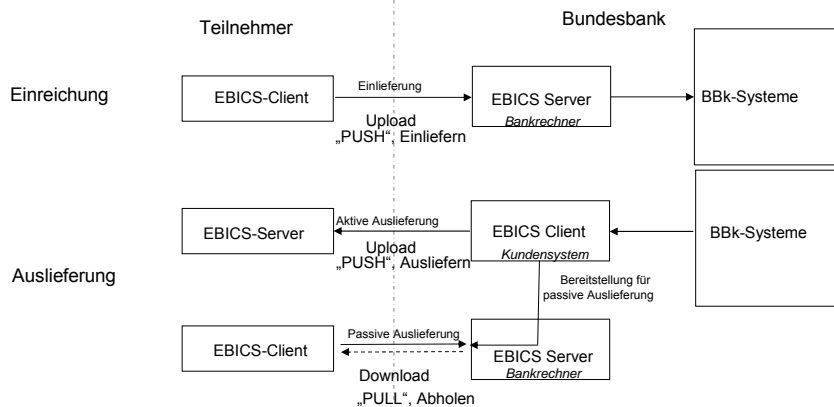 Teilnehmer
Bundesbank
Einreichung
EBICS-Client
Einlieferung
Upload
„PUSH“, Einliefern
EBICS Server
Bankrechner
BBk-Systeme
Auslieferung
EBICS-Server
Aktive Auslieferung
Upload
„PUSH“, Ausliefern
EBICS Client
Kundensystem
BBk-Systeme
Bereitstellung für
passive Auslieferung
EBICS-Client
Passive Auslieferung
Download
„PULL“, Abholen
EBICS Server
Bankrechner